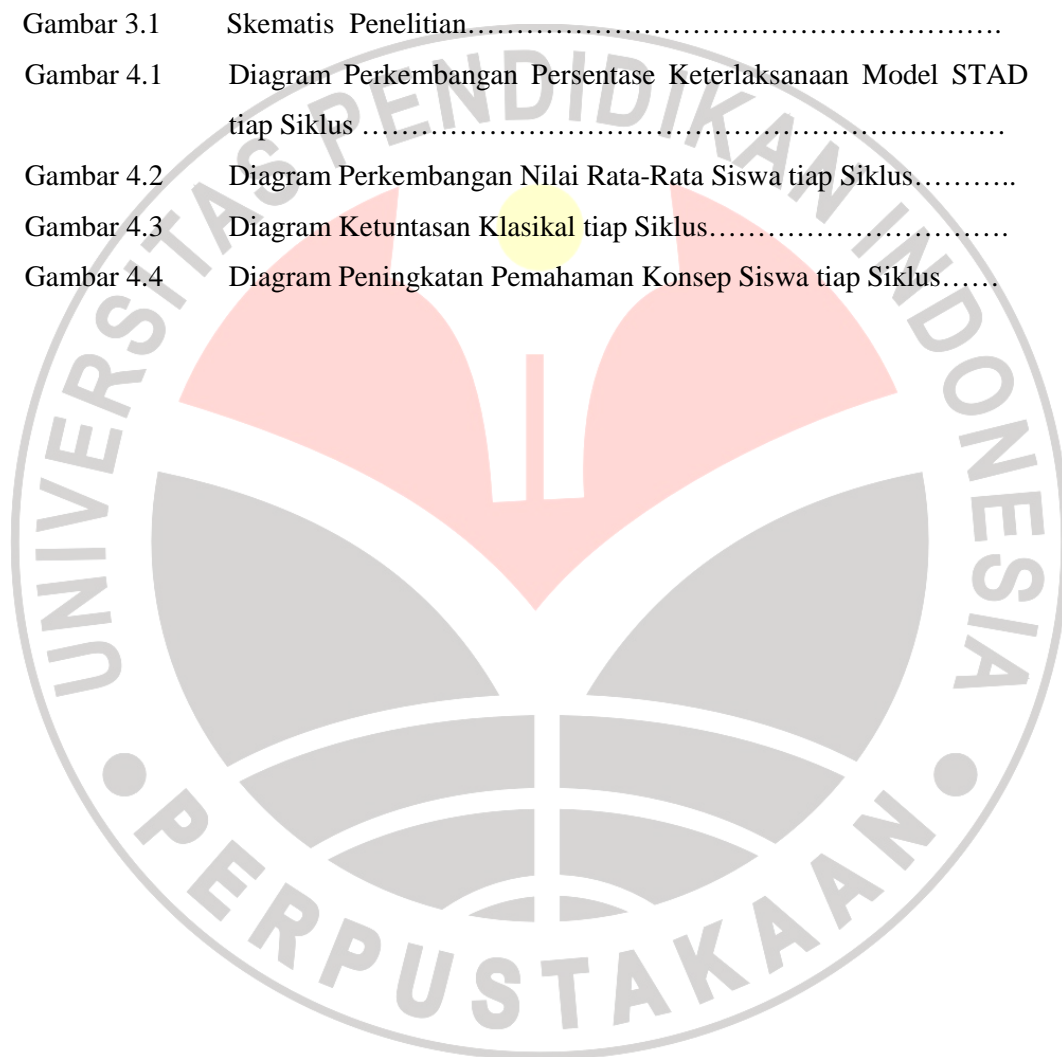 Gambar 3.1 Skematis Penelitian……………………………………………………….
Gambar 4.1 Diagram Perkembangan Persentase Keterlaksanaan Model STAD
tiap Siklus …………………………………………………………………
Gambar 4.2 Diagram Perkembangan Nilai Rata-Rata Siswa tiap Siklus………..
Gambar 4.3 Diagram Ketuntasan Klasikal tiap Siklus………………………….
Gambar 4.4 Diagram Peningkatan Pemahaman Konsep Siswa tiap Siklus……
UNIVERSITAS PENDIDIKAN INDONESIA
PERPUSTAKAAN